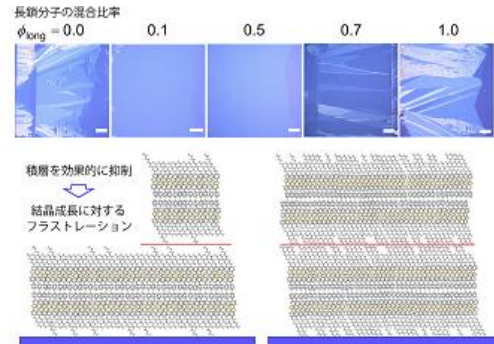 長鎖分子の混合比率
ϕlong = 0.0 0.1 0.5 0.7 1.0
積層を効果的に抑制
結晶成長に対する
フラストレーション